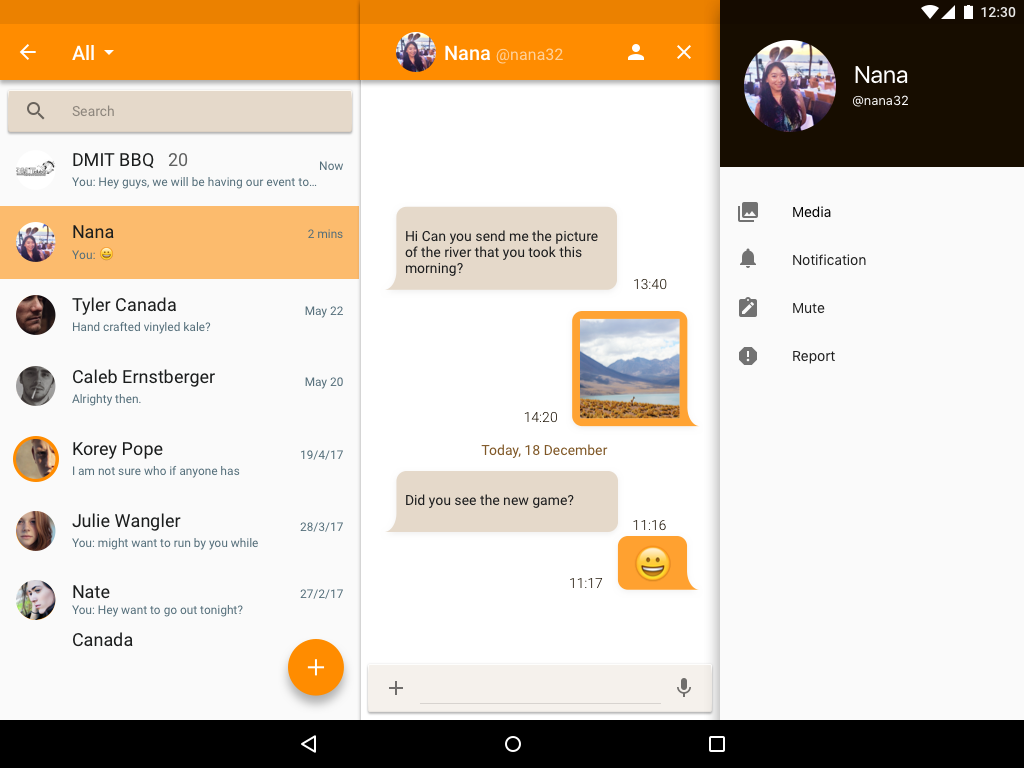 12:30
All
Search
DMIT BBQ 20
Now
You: Hey guys, we will be having our event to...
Nana
2 mins
You: 😀
Tyler Canada
May 22
Hand crafted vinyled kale?
Caleb Ernstberger
May 20
Alrighty then.
Korey Pope
19/4/17
I am not sure who if anyone has
Julie Wangler
28/3/17
You: might want to run by you while
Nate
27/2/17
You: Hey want to go out tonight?
Canada
Nana @nana32
Hi Can you send me the picture
of the river that you took this
morning?
13:40
14:20
Today, 18 December
Did you see the new game?
11:16
😀
11:17
Nana
@nana32
Media
Notification
Mute
Report